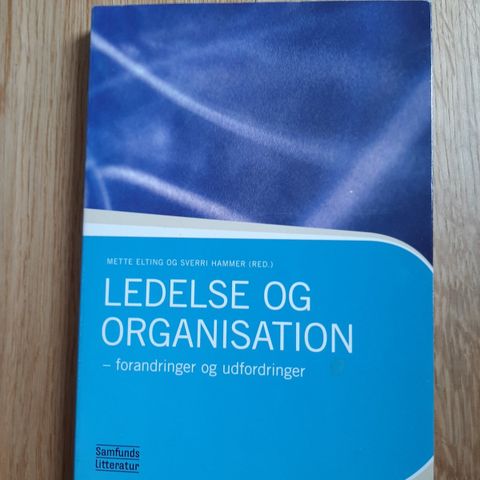 METTE ELTING OG SVERRI HAMMER (RED.)
LEDELSE OG
ORGANISATION
– forandringer og udfordringer
Samfunds
litteratur